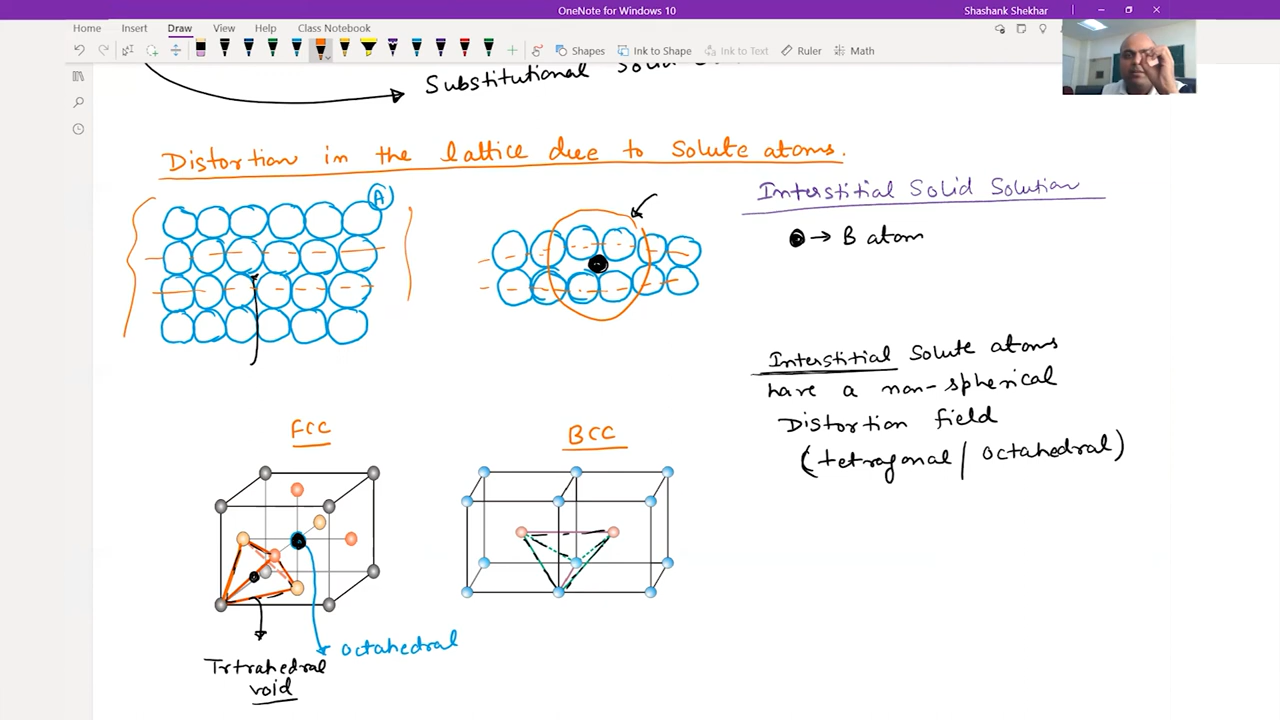 OneNote for Windows 10
Shashank Shekhar
Home Insert Draw View Help Class Notebook
Shapes Ink to Shape Ink to Text Ruler Math
Substitutional Solid
Distortion in the lattice due to Solute atoms.
A
Interstitial Solid Solution
→ B atom
Interstitial Solute atoms
have a non-spherical
Distortion field
(tetragonal / octahedral)
FCC
BCC
octahedral
Trtrahedral
void